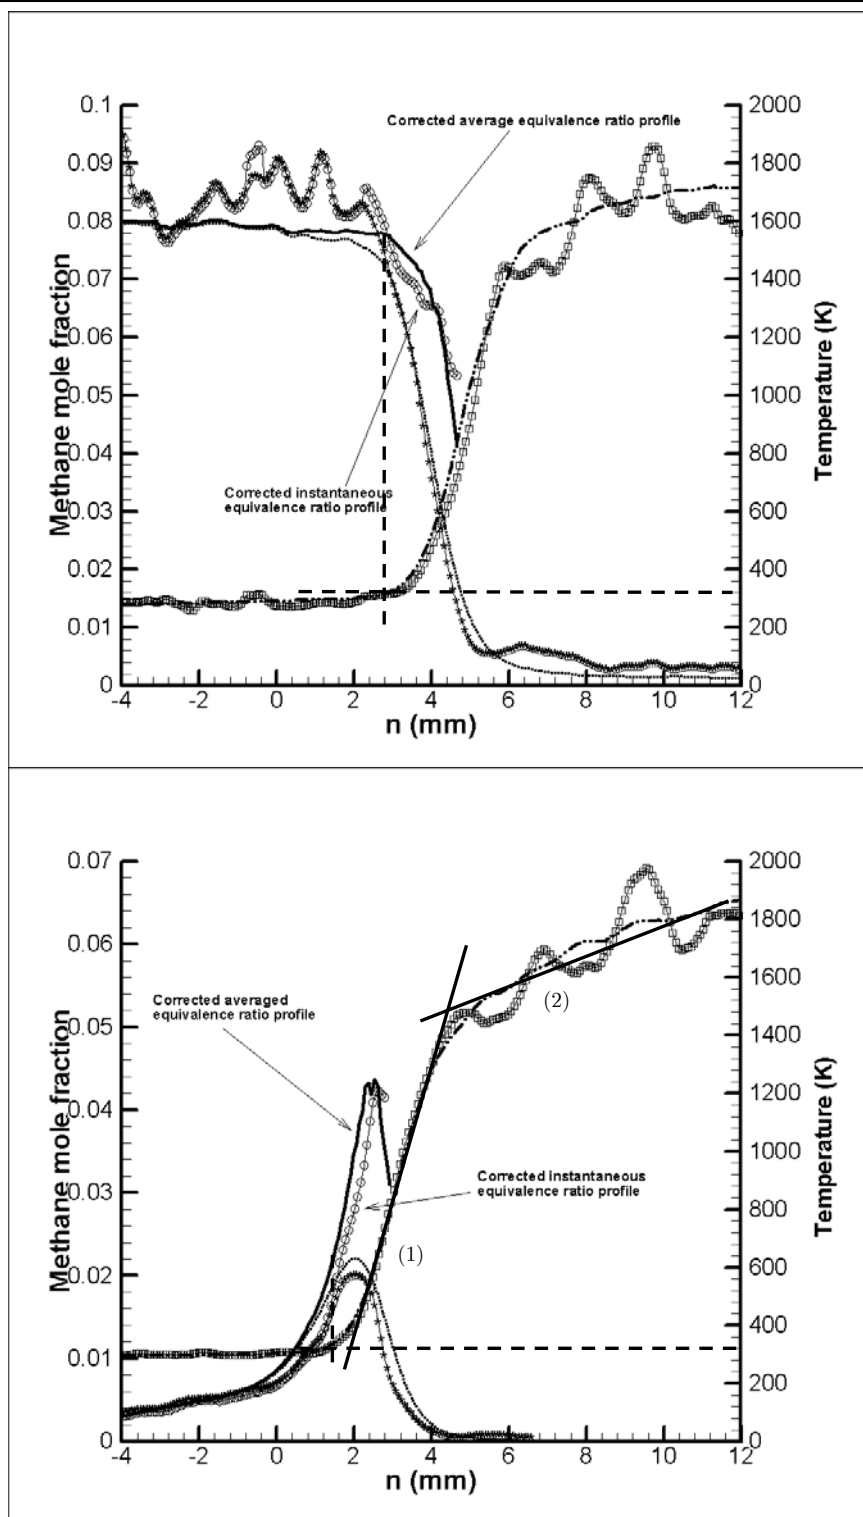 0.1
0.09
0.08
0.07
0.06
0.05
0.04
0.03
0.02
0.01
0
Methane mole fraction
Corrected average equivalence ratio profile
Corrected instantaneous
equivalence ratio profile
2000
1800
1600
1400
1200
1000
800
600
400
200
0
Temperature (K)
-4 -2 0 2 4 6 8 10 12
n (mm)
0.07
0.06
0.05
0.04
0.03
0.02
0.01
0
Methane mole fraction
Corrected averaged
equivalence ratio profile
Corrected instantaneous
equivalence ratio profile
(1)
(2)
2000
1800
1600
1400
1200
1000
800
600
400
200
0
Temperature (K)
-4 -2 0 2 4 6 8 10 12
n (mm)